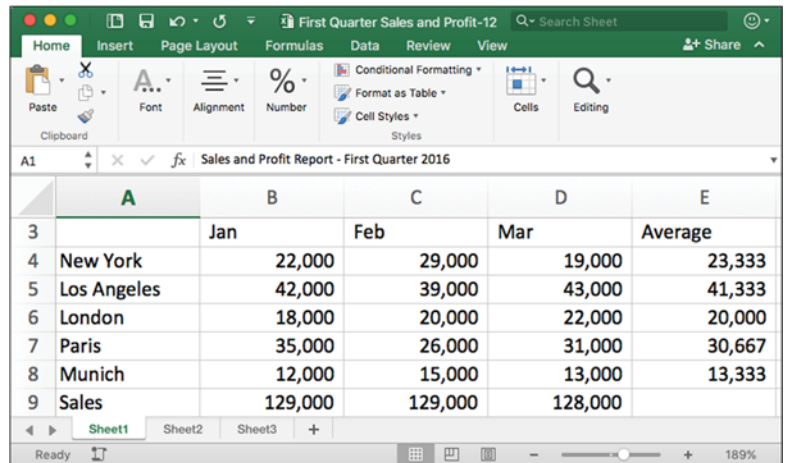 First Quarter Sales and Profit-12 Search Sheet
Home Insert Page Layout Formulas Data Review View Share
Paste
Clipboard
A... Font
Alignment
% Number
Conditional Formatting
Format as Table
Cell Styles
Styles
Cells
Editing
A1 fx Sales and Profit Report - First Quarter 2016
A B C D E
3 Jan Feb Mar Average
4 New York 22,000 29,000 19,000 23,333
5 Los Angeles 42,000 39,000 43,000 41,333
6 London 18,000 20,000 22,000 20,000
7 Paris 35,000 26,000 31,000 30,667
8 Munich 12,000 15,000 13,000 13,333
9 Sales 129,000 129,000 128,000
Sheet1 Sheet2 Sheet3 +
Ready 189%